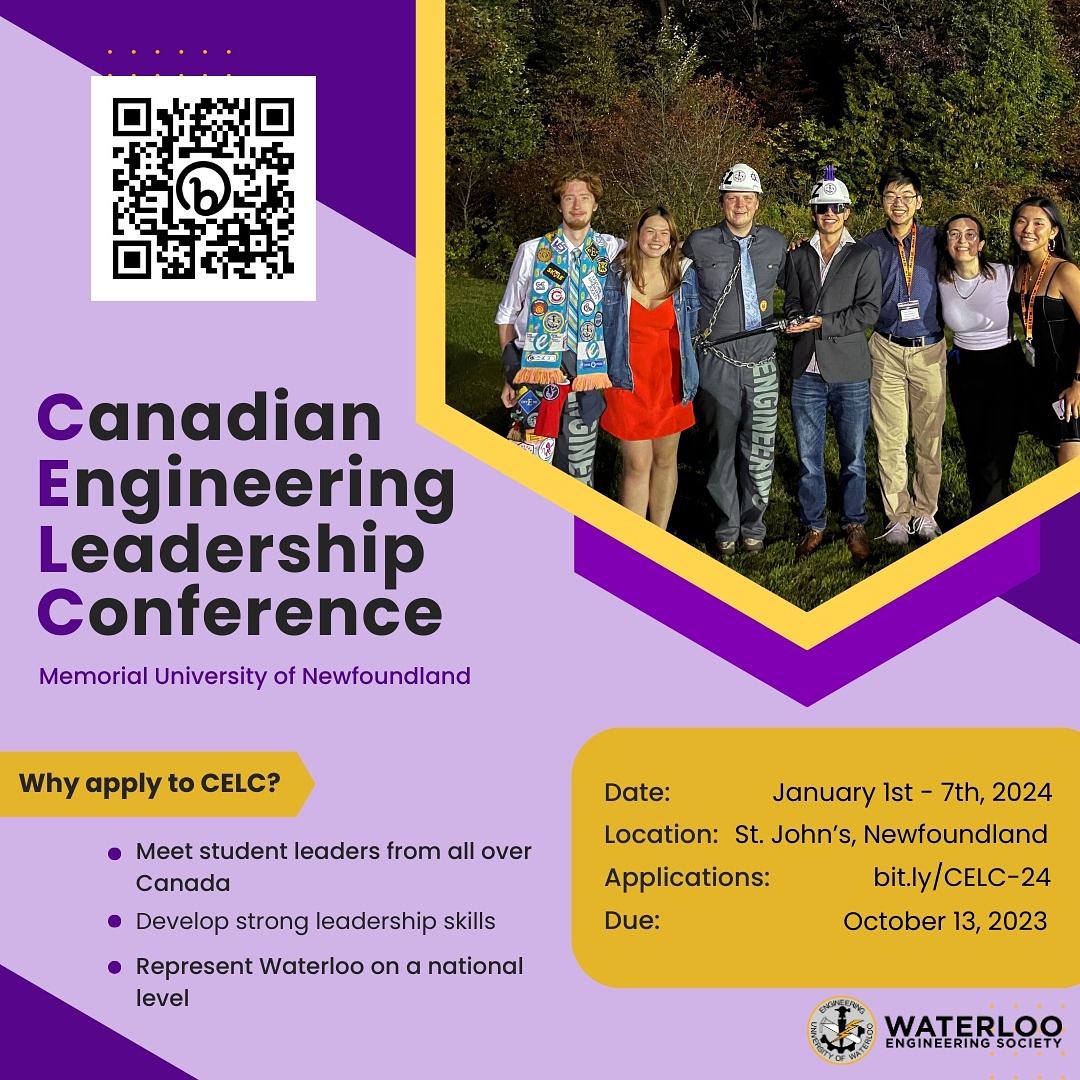 Canadian
Engineering
Leadership
Conference
Memorial University of Newfoundland
Why apply to CELC?
Meet student leaders from all over
Canada
Develop strong leadership skills
Represent Waterloo on a national
level
Date: January 1st - 7th, 2024
Location: St. John's, Newfoundland
Applications: bit.ly/CELC-24
Due: October 13, 2023
ENGINEERING
UNIVERSITY OF WATERLOO
WATERLOO
ENGINEERING SOCIETY
ENGINEERING